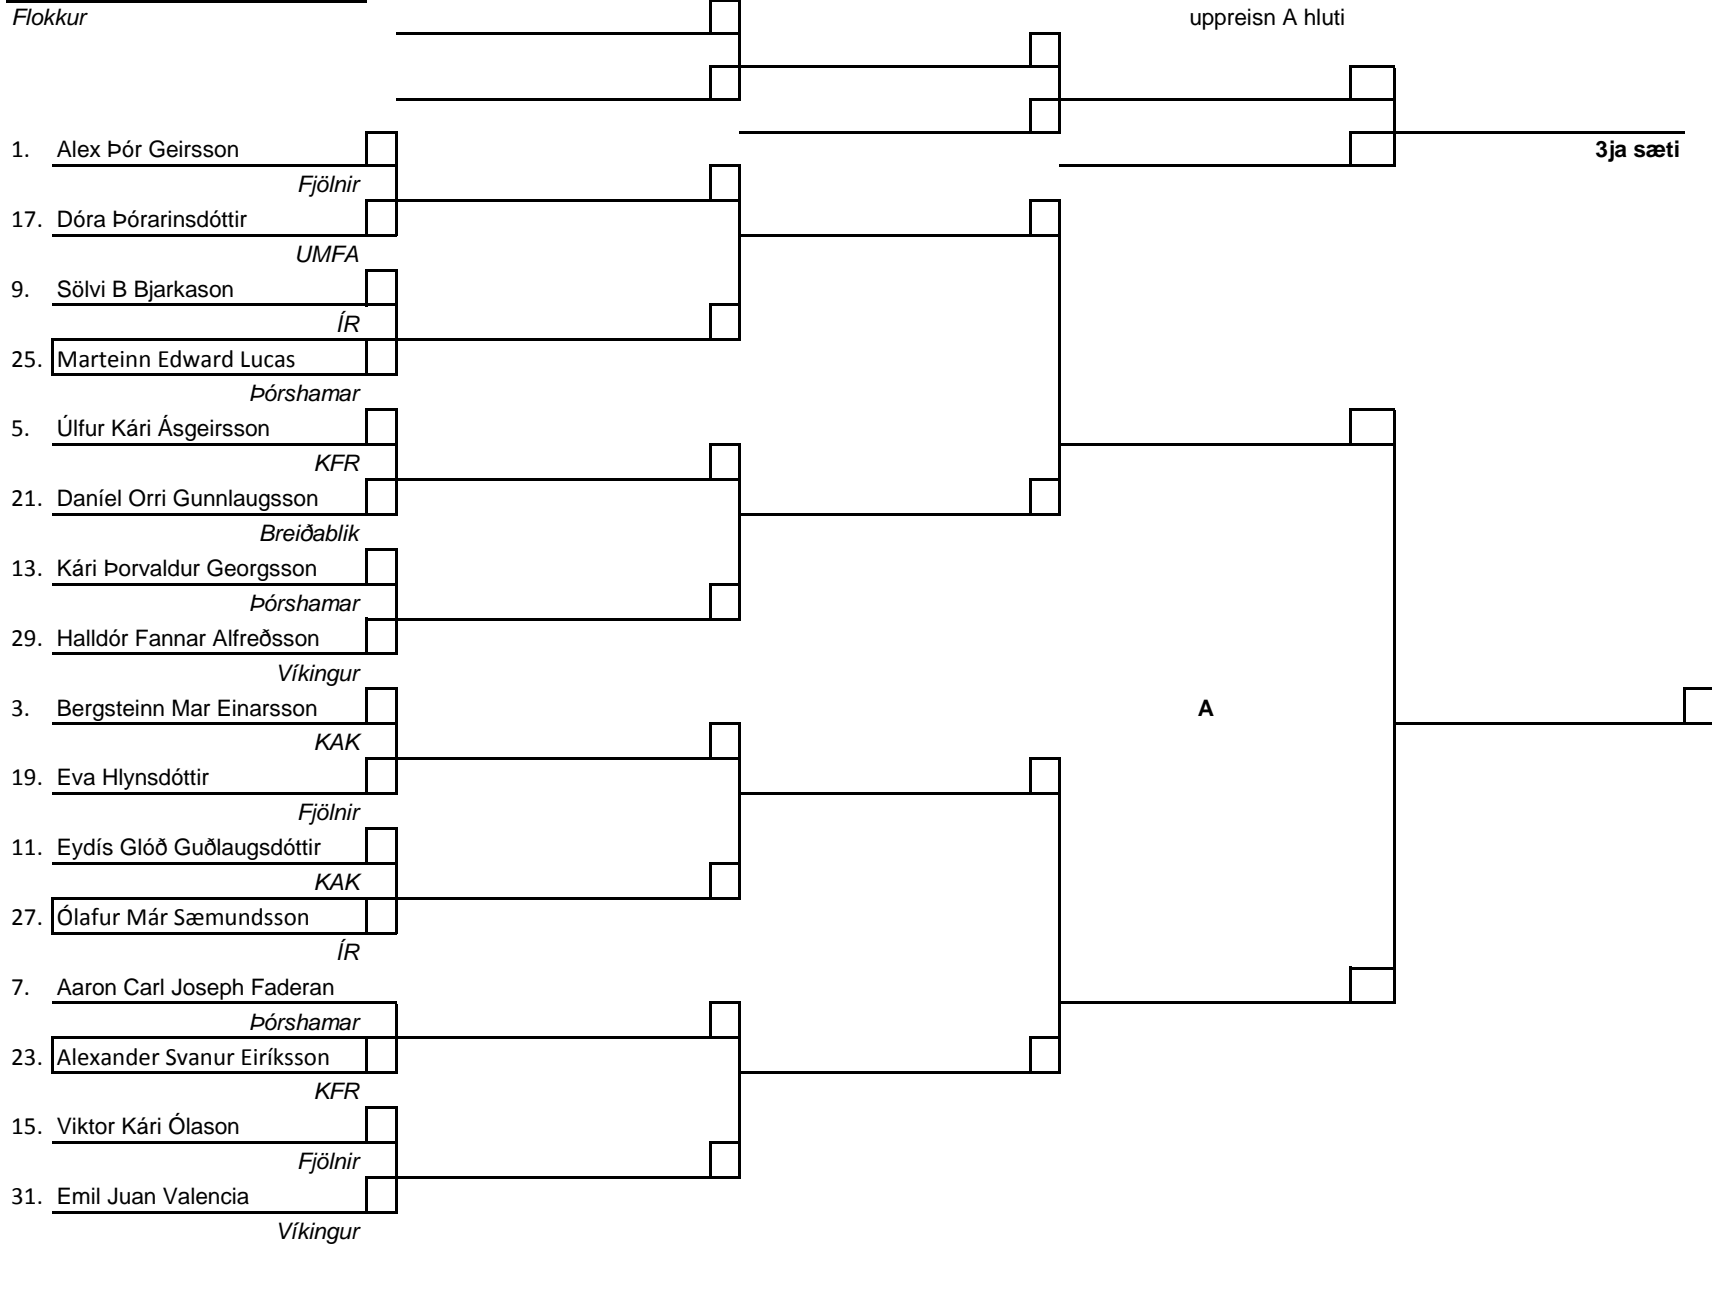 Flokkur
uppreisn A hluti
1. Alex Þór Geirsson
3ja sæti
Fjölnir
17. Dóra Þórarinsdóttir
UMFA
9. Sölvi B Bjarkason
ÍR
25. Marteinn Edward Lucas
Þórshamar
5. Úlfur Kári Ásgeirsson
KFR
21. Daníel Orri Gunnlaugsson
Breiðablik
13. Kári Þorvaldur Georgsson
Þórshamar
29. Halldór Fannar Alfreðsson
Víkingur
3. Bergsteinn Mar Einarsson
A
KAK
19. Eva Hlynsdóttir
Fjölnir
11. Eydís Glóð Guðlaugsdóttir
KAK
27. Ólafur Már Sæmundsson
ÍR
7. Aaron Carl Joseph Faderan
Þórshamar
23. Alexander Svanur Eiríksson
KFR
15. Viktor Kári Ólason
Fjölnir
31. Emil Juan Valencia
Víkingur